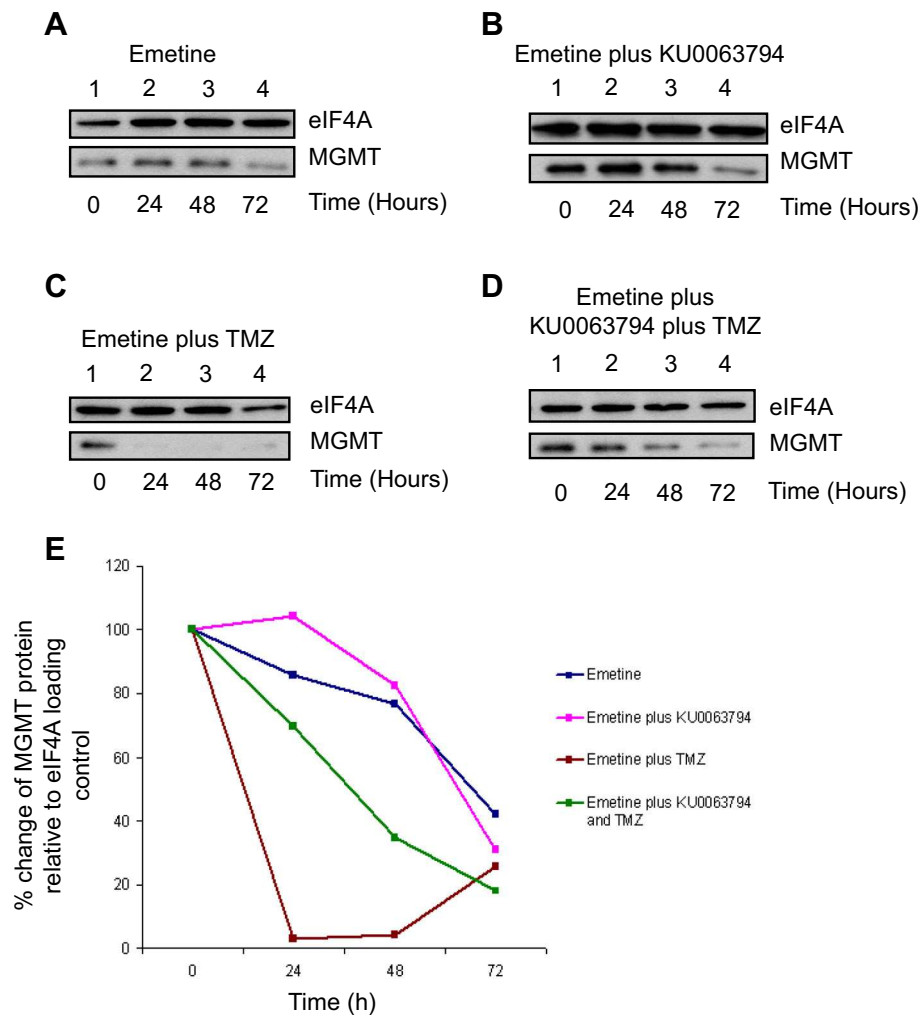 A
Emetine
1 2 3 4
eIF4A
MGMT
0 24 48 72 Time (Hours)
B
Emetine plus KU0063794
1 2 3 4
eIF4A
MGMT
0 24 48 72 Time (Hours)
C
Emetine plus TMZ
1 2 3 4
eIF4A
MGMT
0 24 48 72 Time (Hours)
D
Emetine plus
KU0063794 plus TMZ
1 2 3 4
eIF4A
MGMT
0 24 48 72 Time (Hours)
E
% change of MGMT protein
relative to eIF4A loading
control
120
100
80
60
40
20
0
0 24 48 72
Time (h)
Emetine
Emetine plus KU0063794
Emetine plus TMZ
Emetine plus KU0063794
and TMZ